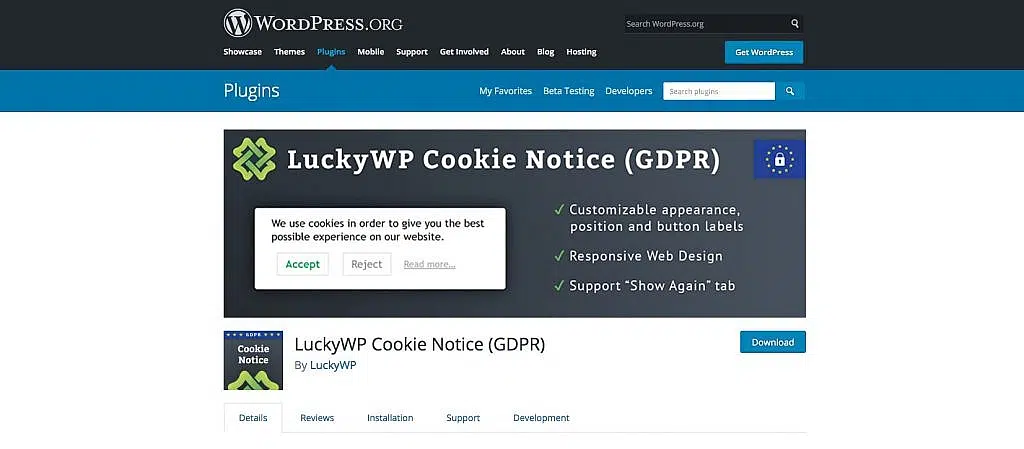 WORDPRESS.ORG
Search WordPress.org
Showcase Themes Plugins Mobile Support Get Involved About Blog Hosting
Get WordPress
Plugins
My Favorites Beta Testing Developers
Search plugins
LuckyWP Cookie Notice (GDPR)
We use cookies in order to give you the best
possible experience on our website.
Accept Reject Read more...
✓ Customizable appearance,
position and button labels
✓ Responsive Web Design
✓ Support “Show Again” tab
GDPR
Cookie
Notice
LuckyWP Cookie Notice (GDPR)
By LuckyWP
Download
Details Reviews Installation Support Development